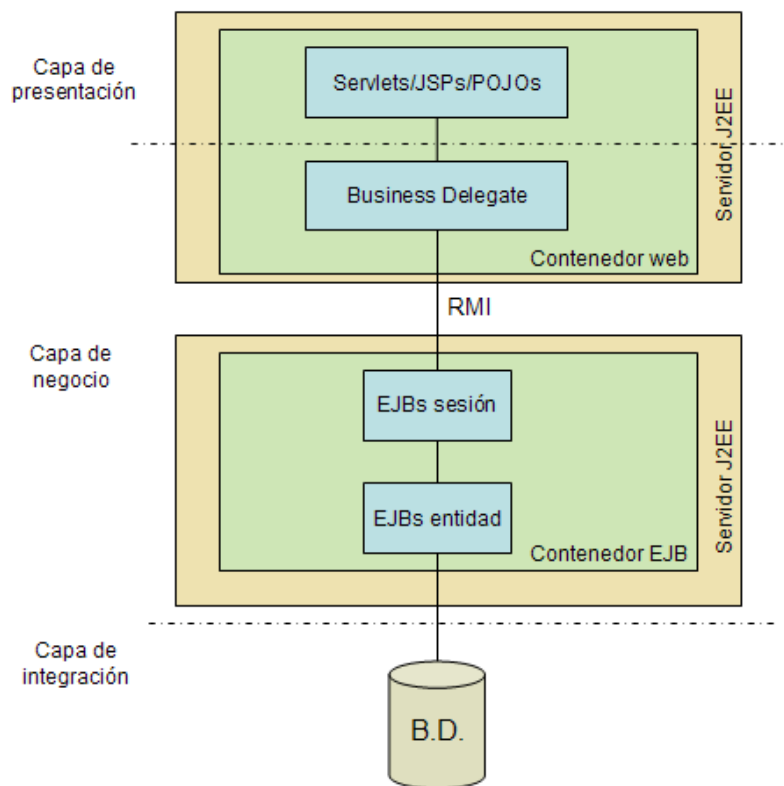 Capa de
presentación
Servlets/JSPs/POJOs
Servidor J2EE
Business Delegate
Contenedor web
RMI
Capa de
negocio
EJBs sesión
Servidor J2EE
EJBs entidad
Contenedor EJB
Capa de
integración
B.D.